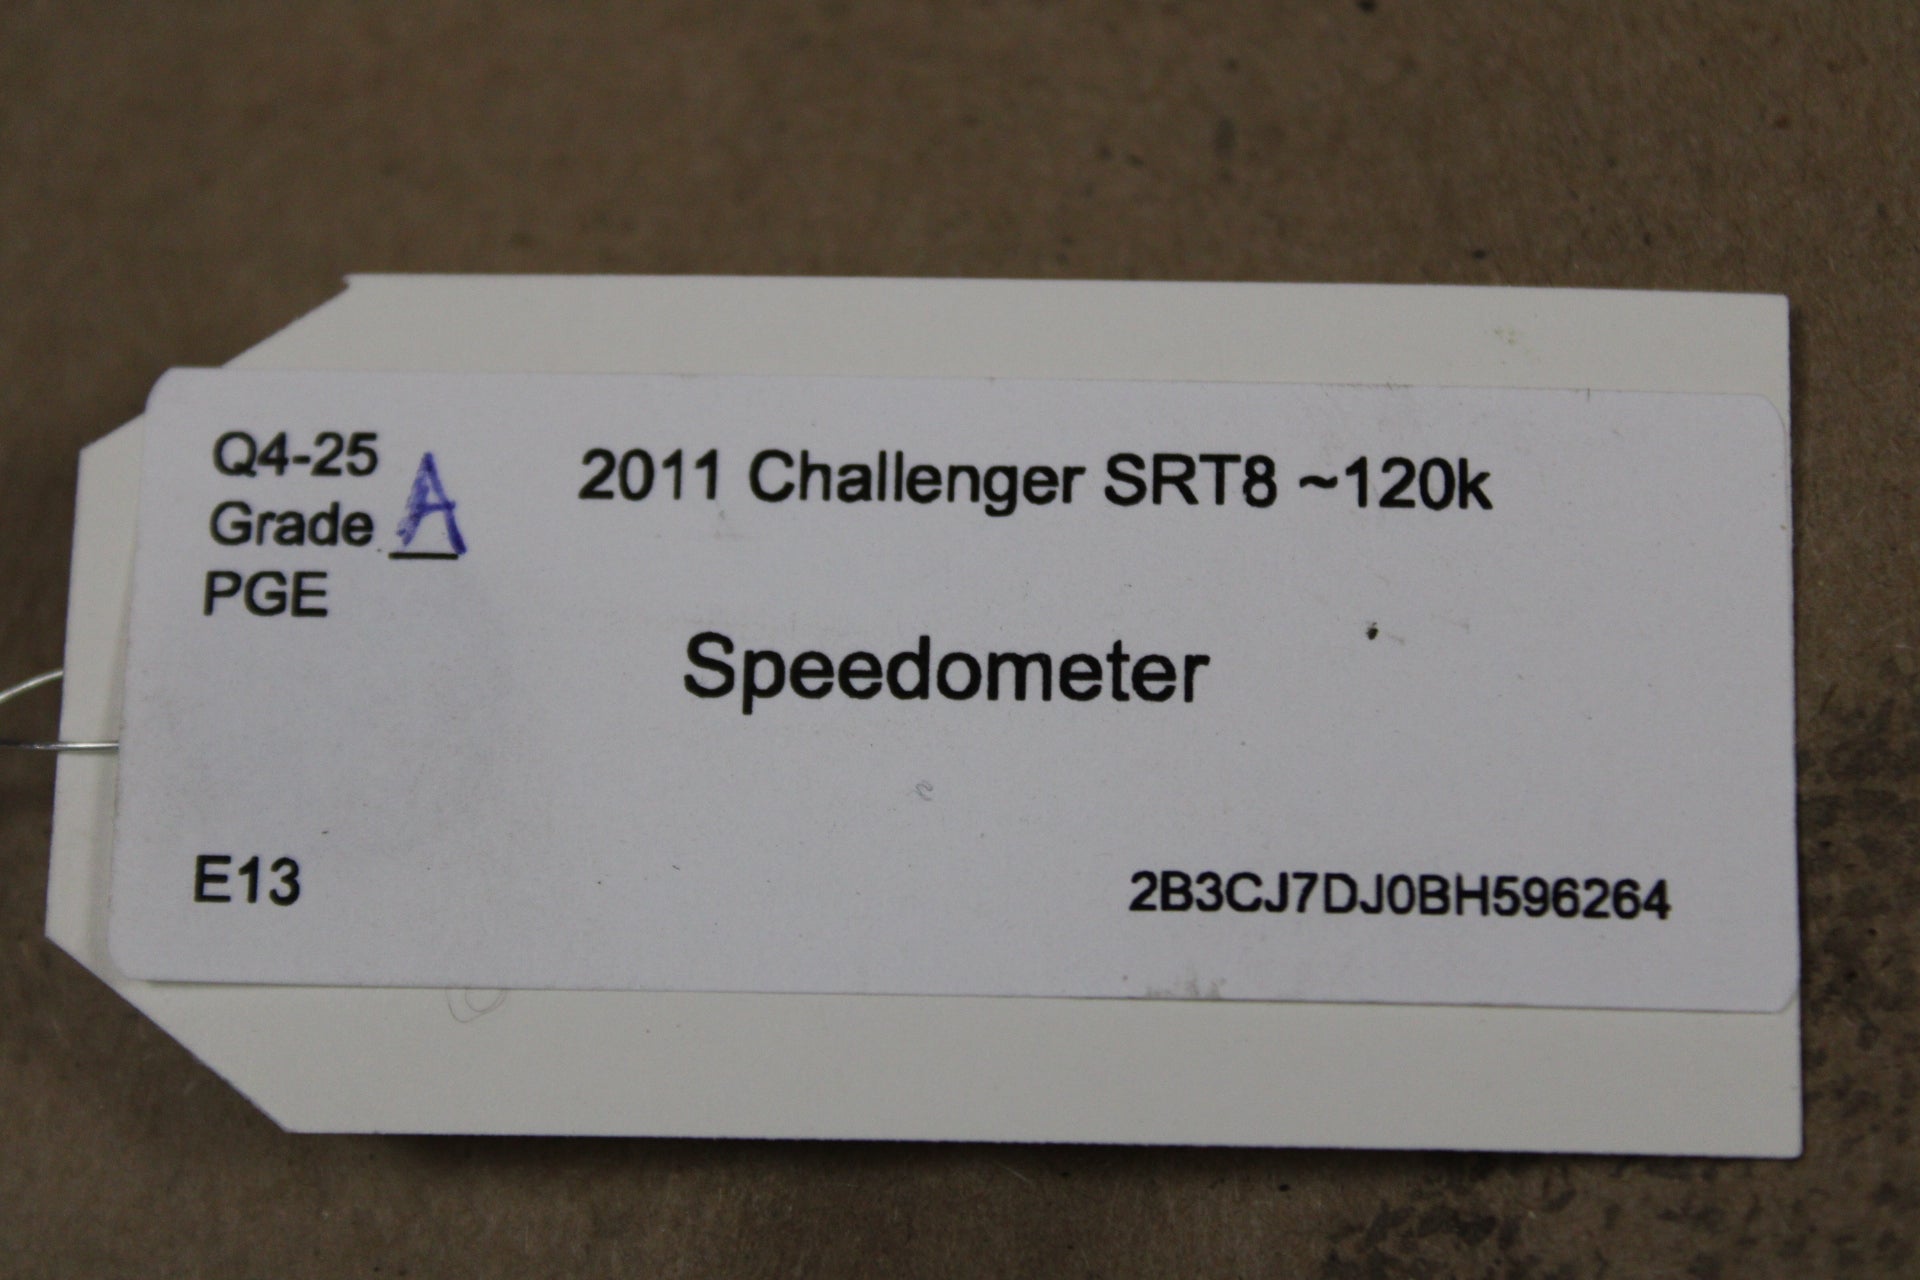 Q4-25
Grade A
PGE
2011 Challenger SRT8 ~120k
Speedometer
E13
2B3CJ7DJ0BH596264